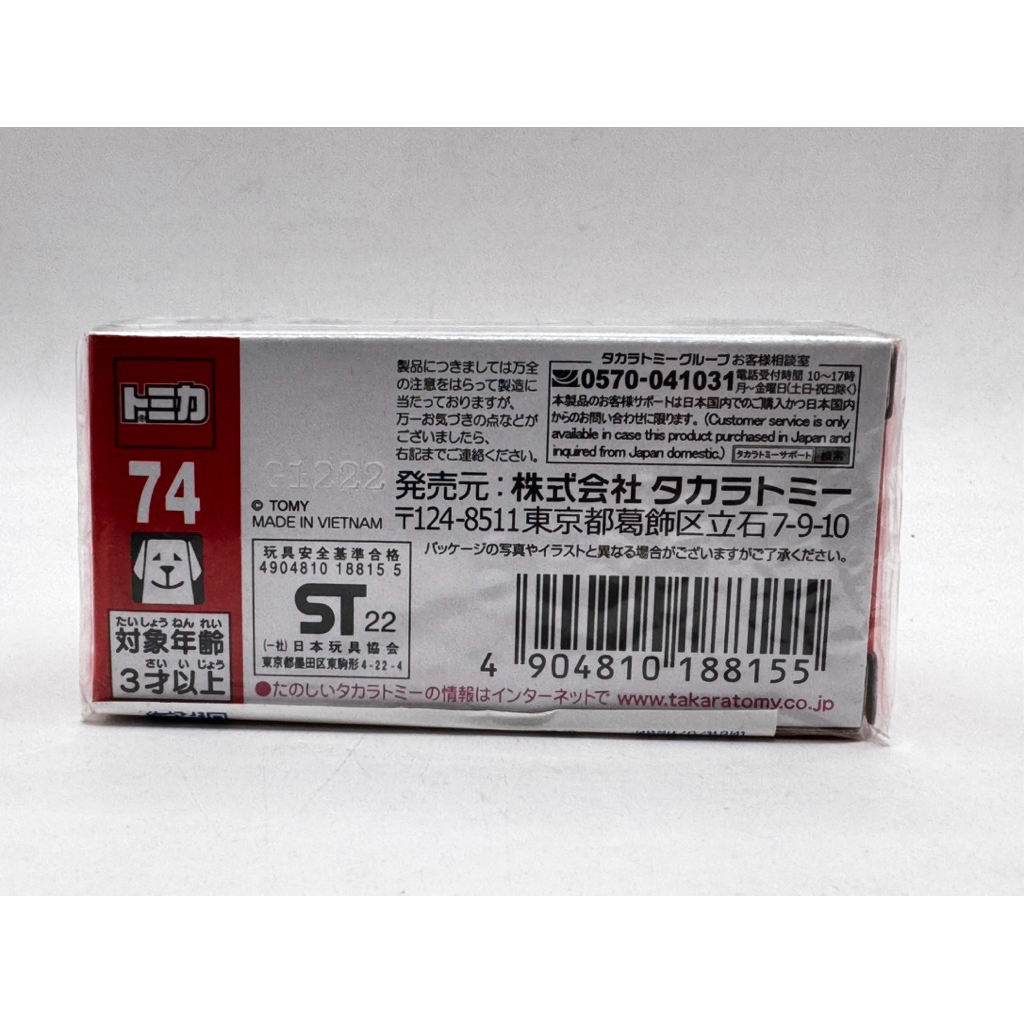 トミカ
74
たいしょう ねん れい
対象年齢
さい い じょう
3才以上
製品につきましては万全
の注意をはらって製造に
当たっておりますが、
万一お気づきの点などが
ございましたら、
右記までご連絡ください。
タカラトミーグループ お客様相談室
0570-041031 電話受付時間 10～17時
月～金曜日(土日・祝日除く)
本製品のお客様サポートは日本国内でのご購入かつ日本国内
からのお問い合わせに限ります。(Customer service is only
available in case this product purchased in Japan and
inquired from Japan domestic.) タカラトミーサポート 検索
© TOMY
MADE IN VIETNAM
発売元：株式会社 タカラトミー
〒124-8511 東京都葛飾区立石7-9-10
パッケージの写真やイラストと異なる場合がございますがご了承ください。
玩具安全基準合格
4904810 18815 5
ST 22
(一社) 日本玩具協会
東京都墨田区東駒形4-22-4
4 904810 188155
●たのしいタカラトミーの情報はインターネットで www.takaratomy.co.jp